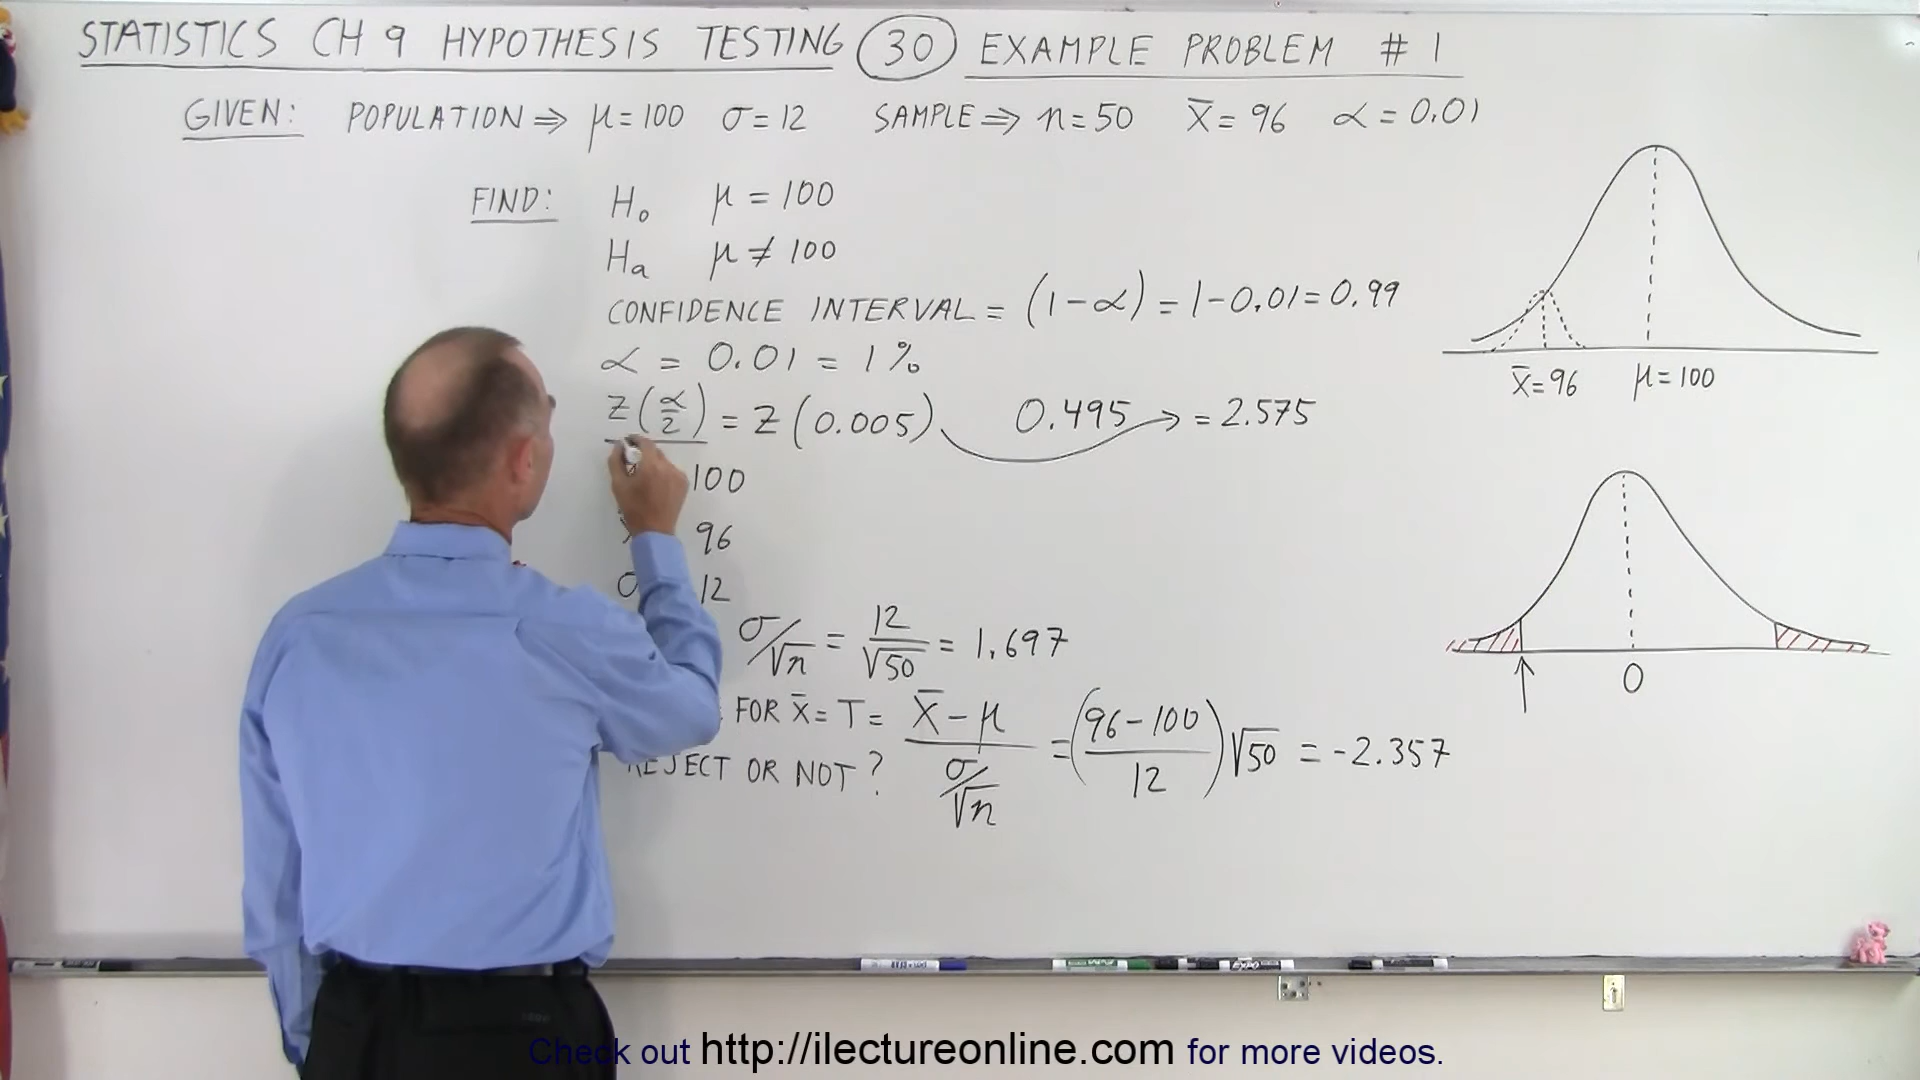 STATISTICS CH 9 HYPOTHESIS TESTING 30 EXAMPLE PROBLEM # 1
GIVEN: POPULATION ⇒ μ = 100 σ = 12 SAMPLE ⇒ n = 50 X̄ = 96 α = 0.01
FIND: H₀ μ = 100
Hₐ μ ≠ 100
CONFIDENCE INTERVAL = (1 - α) = 1 - 0.01 = 0.99
α = 0.01 = 1%
Z(α/2) = Z(0.005) 0.495 → = 2.575
100
96
σ 12
σ/√n = 12/√50 = 1.697
FOR X̄ = T = (X̄ - μ)/(σ/√n) = ((96 - 100)/12)√50 = -2.357
REJECT OR NOT?
X̄ = 96 μ = 100
0
Check out http://ilectureonline.com for more videos.